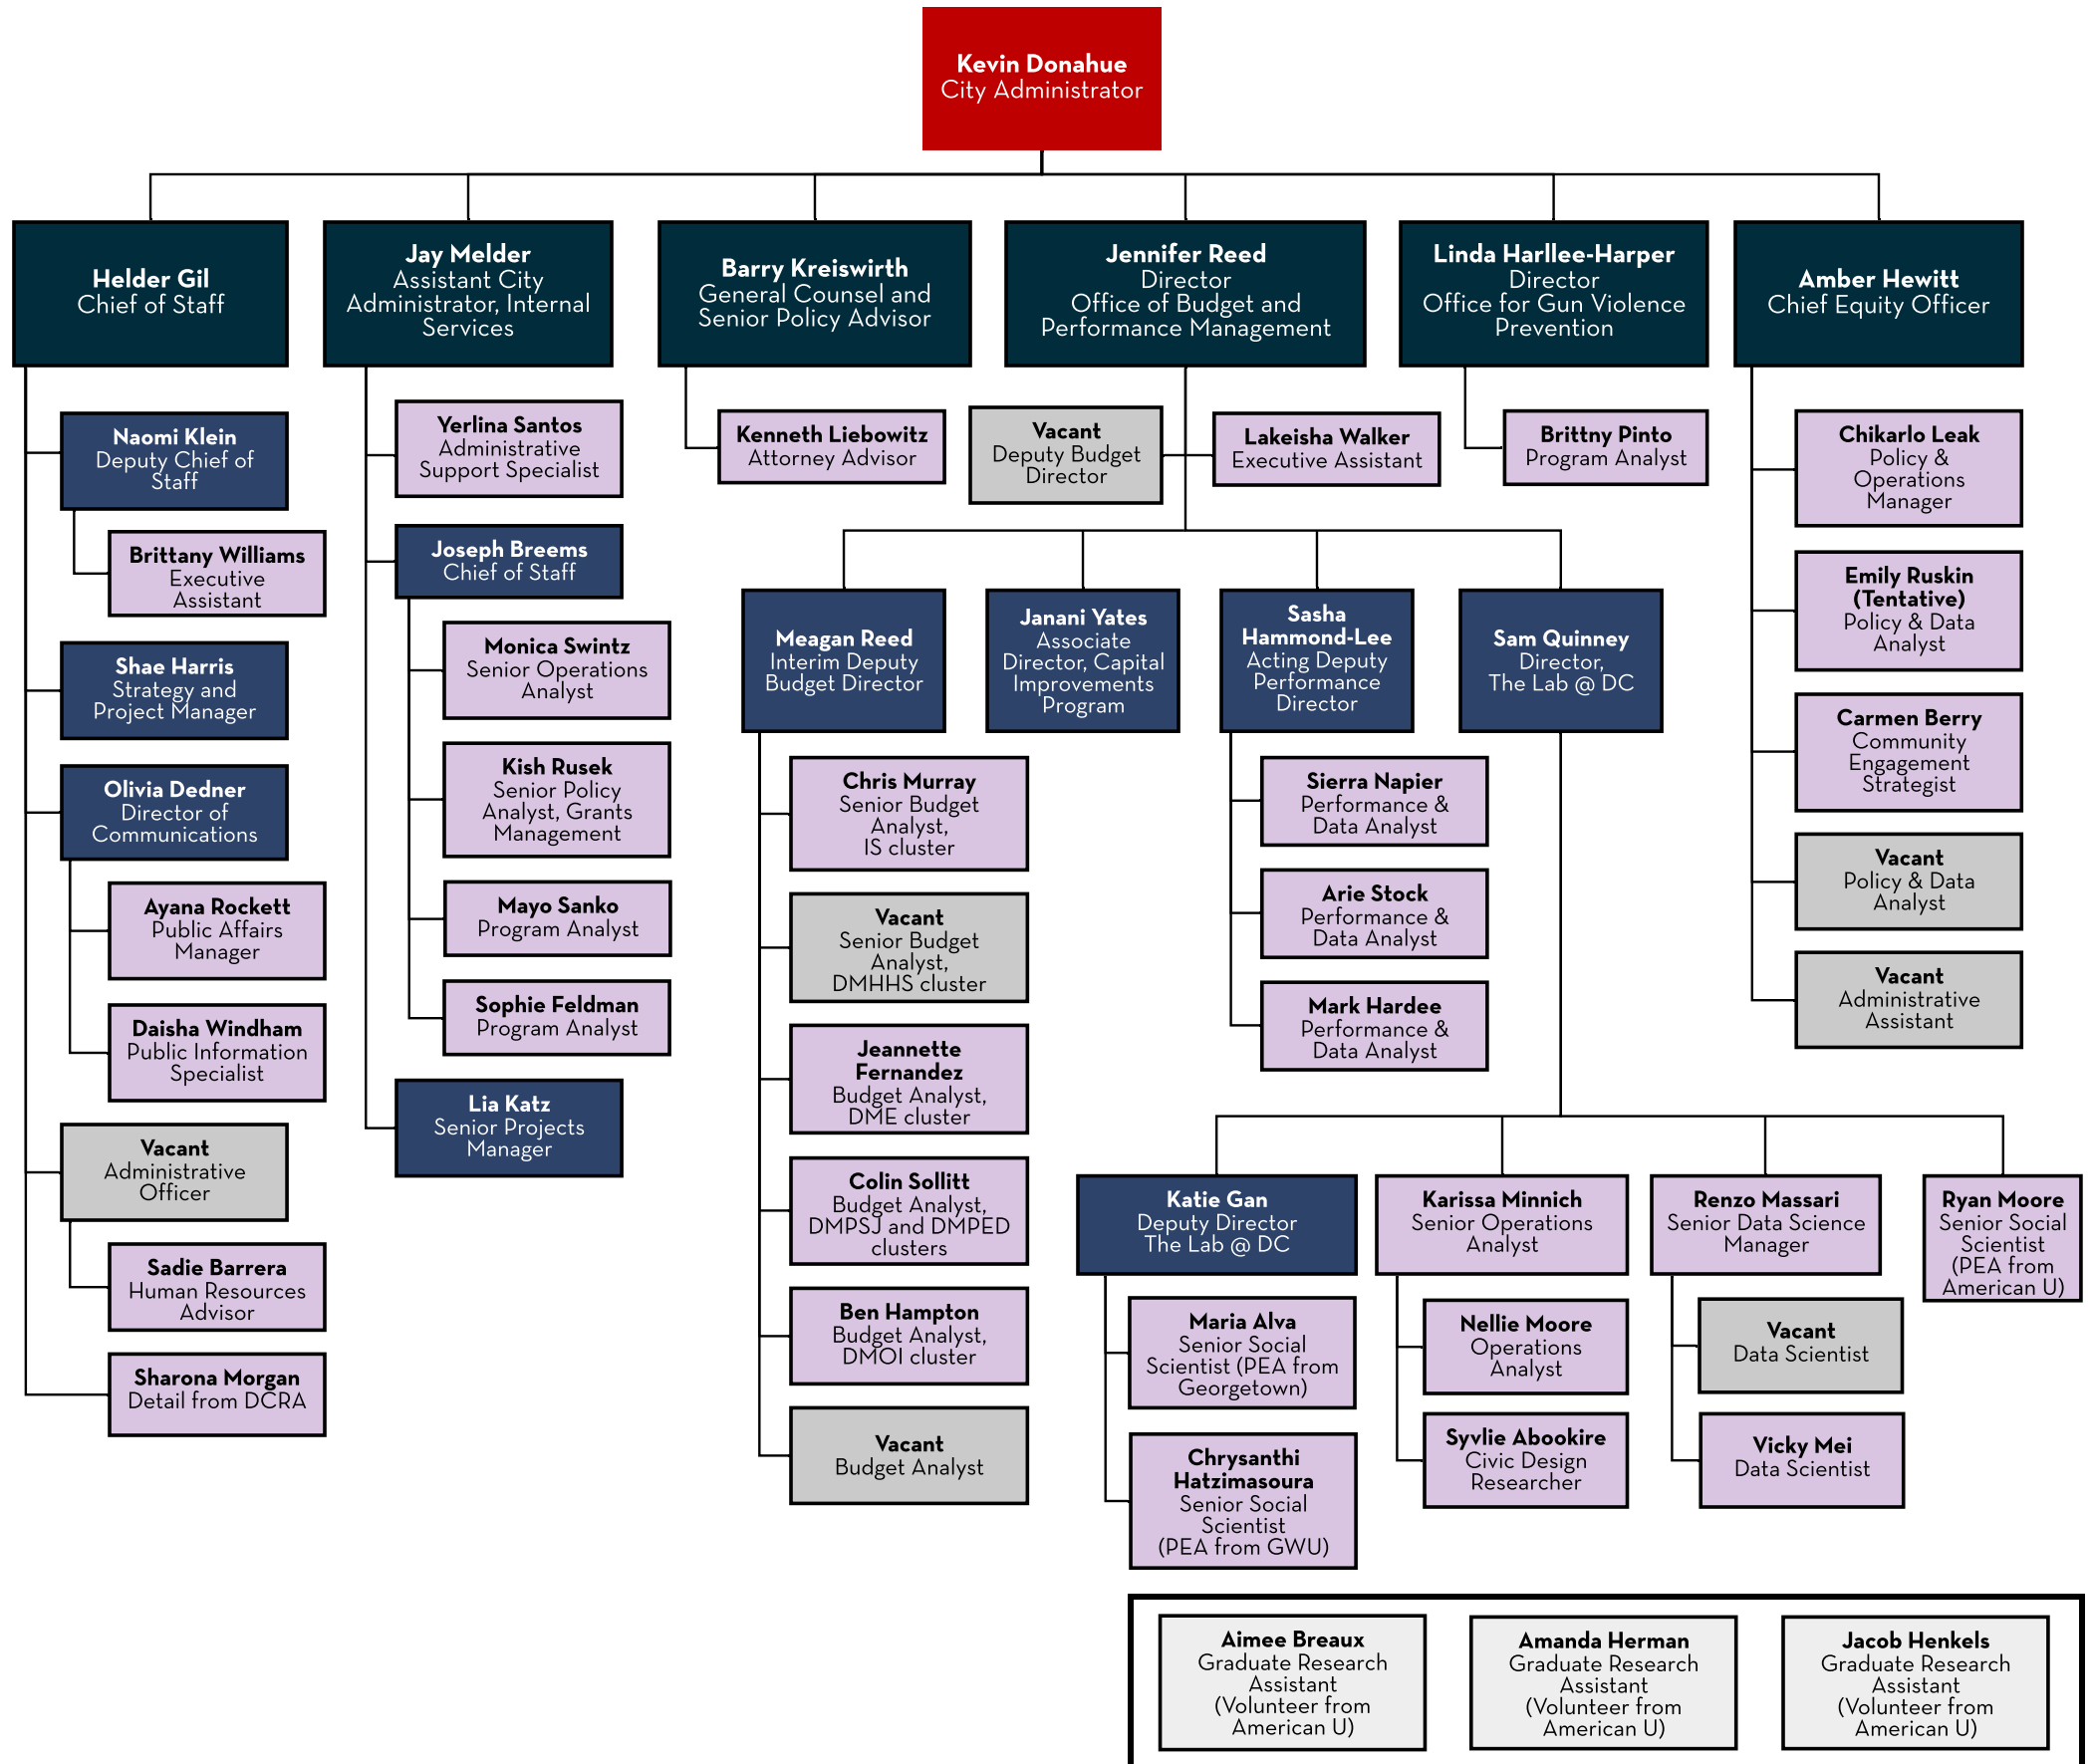 Kevin Donahue
City Administrator
Helder Gil
Chief of Staff
Jay Melder
Assistant City
Administrator, Internal
Services
Barry Kreiswirth
General Counsel and
Senior Policy Advisor
Jennifer Reed
Director
Office of Budget and
Performance Management
Linda Harllee-Harper
Director
Office for Gun Violence
Prevention
Amber Hewitt
Chief Equity Officer
Naomi Klein
Deputy Chief of
Staff
Brittany Williams
Executive
Assistant
Shae Harris
Strategy and
Project Manager
Olivia Dedner
Director of
Communications
Ayana Rockett
Public Affairs
Manager
Daisha Windham
Public Information
Specialist
Vacant
Administrative
Officer
Sadie Barrera
Human Resources
Advisor
Sharona Morgan
Detail from DCRA
Yerlina Santos
Administrative
Support Specialist
Joseph Breems
Chief of Staff
Monica Swintz
Senior Operations
Analyst
Kish Rusek
Senior Policy
Analyst, Grants
Management
Mayo Sanko
Program Analyst
Sophie Feldman
Program Analyst
Lia Katz
Senior Projects
Manager
Kenneth Liebowitz
Attorney Advisor
Vacant
Deputy Budget
Director
Lakeisha Walker
Executive Assistant
Meagan Reed
Interim Deputy
Budget Director
Janani Yates
Associate
Director, Capital
Improvements
Program
Sasha
Hammond-Lee
Acting Deputy
Performance
Director
Sam Quinney
Director,
The Lab @ DC
Chris Murray
Senior Budget
Analyst,
IS cluster
Vacant
Senior Budget
Analyst,
DMHHS cluster
Jeannette
Fernandez
Budget Analyst,
DME cluster
Colin Sollitt
Budget Analyst,
DMPSJ and DMPED
clusters
Ben Hampton
Budget Analyst,
DMOI cluster
Vacant
Budget Analyst
Sierra Napier
Performance &
Data Analyst
Arie Stock
Performance &
Data Analyst
Mark Hardee
Performance &
Data Analyst
Katie Gan
Deputy Director
The Lab @ DC
Maria Alva
Senior Social
Scientist (PEA from
Georgetown)
Chrysanthi
Hatzimasoura
Senior Social
Scientist
(PEA from GWU)
Karissa Minnich
Senior Operations
Analyst
Nellie Moore
Operations
Analyst
Syvlie Abookire
Civic Design
Researcher
Renzo Massari
Senior Data Science
Manager
Vacant
Data Scientist
Vicky Mei
Data Scientist
Ryan Moore
Senior Social
Scientist
(PEA from
American U)
Brittny Pinto
Program Analyst
Chikarlo Leak
Policy &
Operations
Manager
Emily Ruskin
(Tentative)
Policy & Data
Analyst
Carmen Berry
Community
Engagement
Strategist
Vacant
Policy & Data
Analyst
Vacant
Administrative
Assistant
Aimee Breaux
Graduate Research
Assistant
(Volunteer from
American U)
Amanda Herman
Graduate Research
Assistant
(Volunteer from
American U)
Jacob Henkels
Graduate Research
Assistant
(Volunteer from
American U)